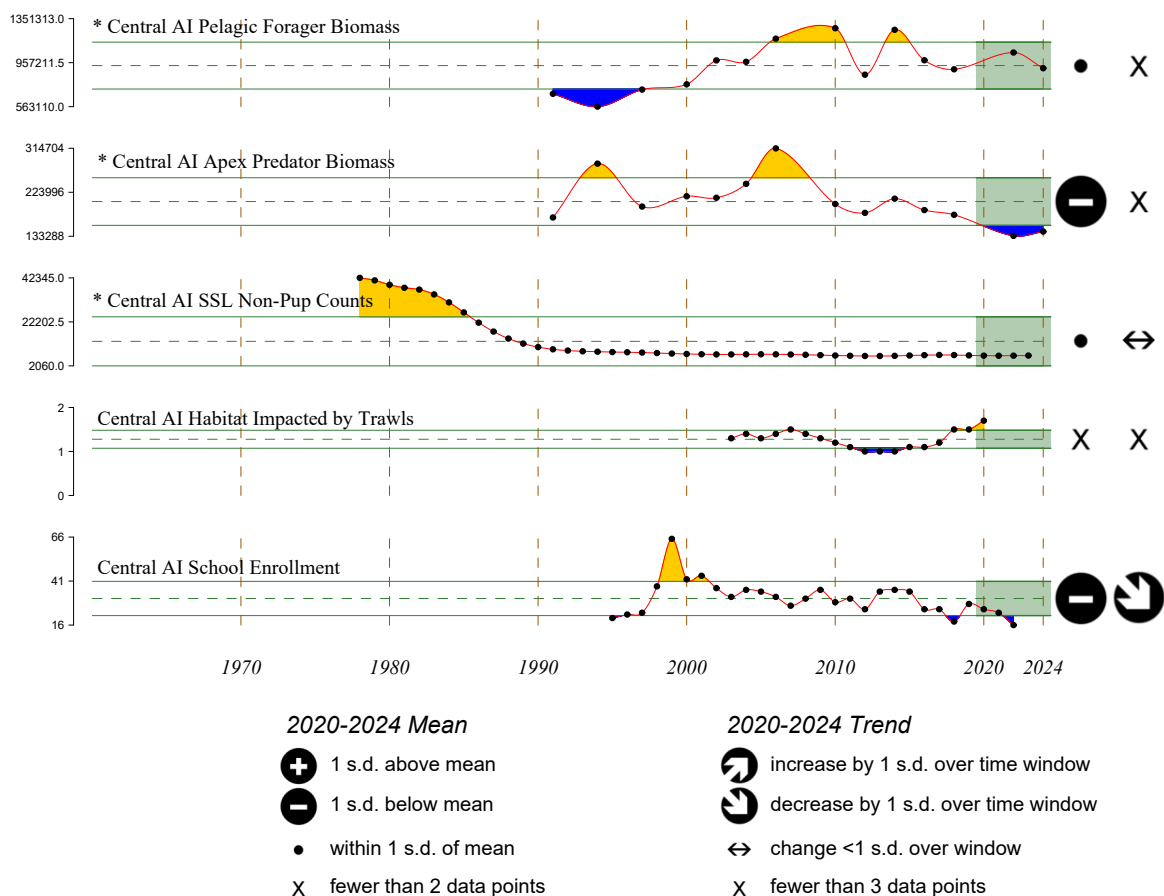 1351313.0
* Central AI Pelagic Forager Biomass
957211.5
X
563110.0
314704
* Central AI Apex Predator Biomass
223996
X
133288
42345.0
* Central AI SSL Non-Pup Counts
22202.5
2060.0
2
Central AI Habitat Impacted by Trawls
1
X X
0
66
Central AI School Enrollment
41
16
1970 1980 1990 2000 2010 2020 2024
2020-2024 Mean
1 s.d. above mean
1 s.d. below mean
within 1 s.d. of mean
X fewer than 2 data points
2020-2024 Trend
increase by 1 s.d. over time window
decrease by 1 s.d. over time window
change <1 s.d. over window
X fewer than 3 data points